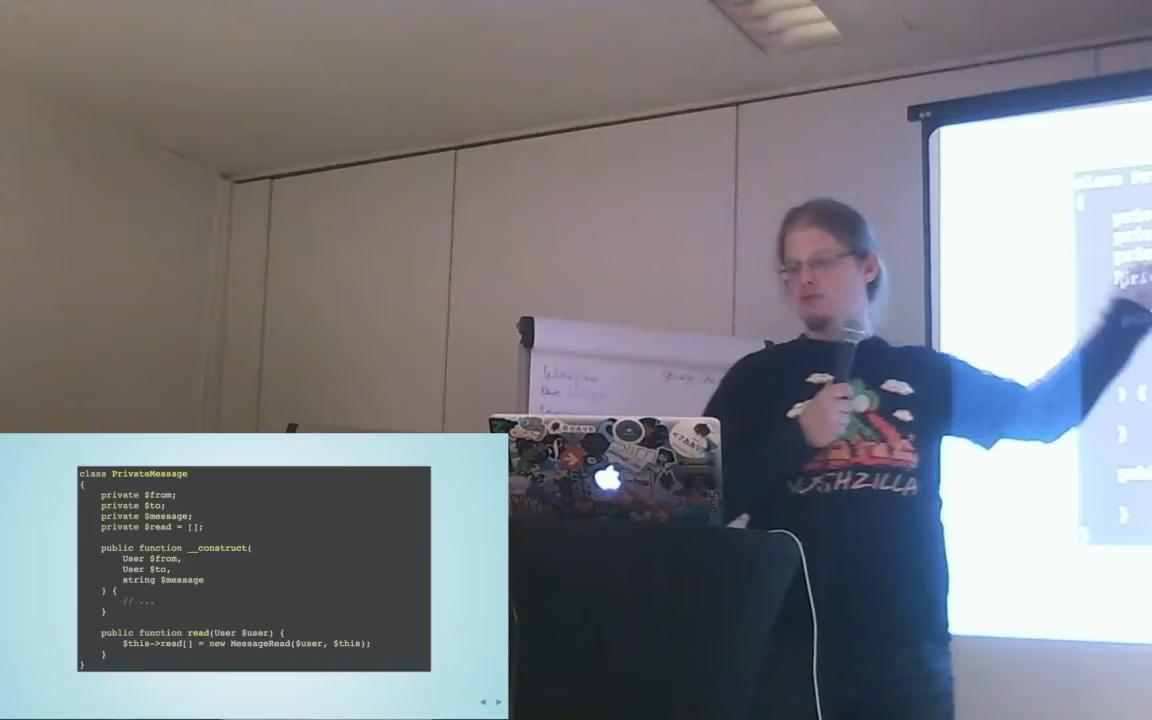 class PrivateMessage
{
    private $from;
    private $to;
    private $message;
    private $read = [];

    public function __construct(
        User $from,
        User $to,
        string $message
    ) {
        // ...
    }

    public function read(User $user) {
        $this->read[] = new MessageRead($user, $this);
    }
}
YOSHZILLA